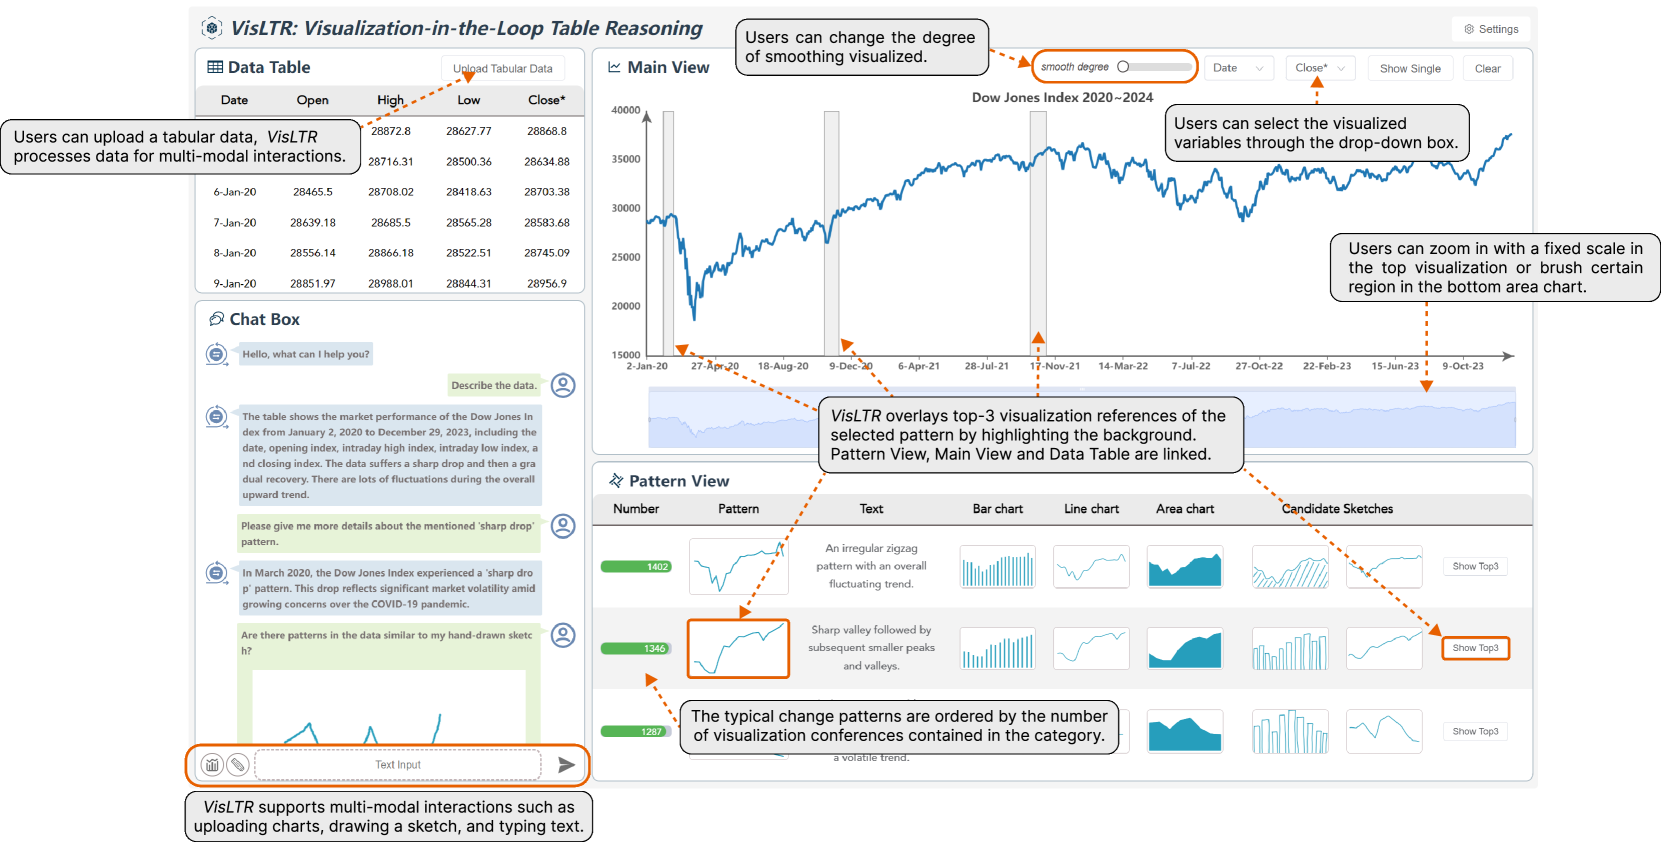 VisLTR: Visualization-in-the-Loop Table Reasoning
Settings
Data Table
Upload Tabular Data
Date Open High Low Close*
28872.8 28627.77 28868.8
28716.31 28500.36 28634.88
6-Jan-20 28465.5 28708.02 28418.63 28703.38
7-Jan-20 28639.18 28685.5 28565.28 28583.68
8-Jan-20 28556.14 28866.18 28522.51 28745.09
9-Jan-20 28851.97 28988.01 28844.31 28956.9
Users can upload a tabular data, VisLTR
processes data for multi-modal interactions.
Chat Box
Hello, what can I help you?
Describe the data.
The table shows the market performance of the Dow Jones In
dex from January 2, 2020 to December 29, 2023, including the
date, opening index, intraday high index, intraday low index, a
nd closing index. The data suffers a sharp drop and then a gra
dual recovery. There are lots of fluctuations during the overall
upward trend.
Please give me more details about the mentioned 'sharp drop'
pattern.
In March 2020, the Dow Jones Index experienced a 'sharp dro
p' pattern. This drop reflects significant market volatility amid
growing concerns over the COVID-19 pandemic.
Are there patterns in the data similar to my hand-drawn sketc
h?
Text Input
VisLTR supports multi-modal interactions such as
uploading charts, drawing a sketch, and typing text.
Main View
Users can change the degree
of smoothing visualized.
smooth degree
Date
Close*
Show Single
Clear
Dow Jones Index 2020~2024
Users can select the visualized
variables through the drop-down box.
40000
35000
30000
25000
20000
15000
2-Jan-20 27-Apr-20 18-Aug-20 9-Dec-20 6-Apr-21 28-Jul-21 17-Nov-21 14-Mar-22 7-Jul-22 27-Oct-22 22-Feb-23 15-Jun-23 9-Oct-23
Users can zoom in with a fixed scale in
the top visualization or brush certain
region in the bottom area chart.
VisLTR overlays top-3 visualization references of the
selected pattern by highlighting the background.
Pattern View, Main View and Data Table are linked.
Pattern View
Number Pattern Text Bar chart Line chart Area chart Candidate Sketches
1402
An irregular zigzag
pattern with an overall
fluctuating trend.
Show Top3
1346
Sharp valley followed by
subsequent smaller peaks
and valleys.
Show Top3
1287
a volatile trend.
Show Top3
The typical change patterns are ordered by the number
of visualization conferences contained in the category.